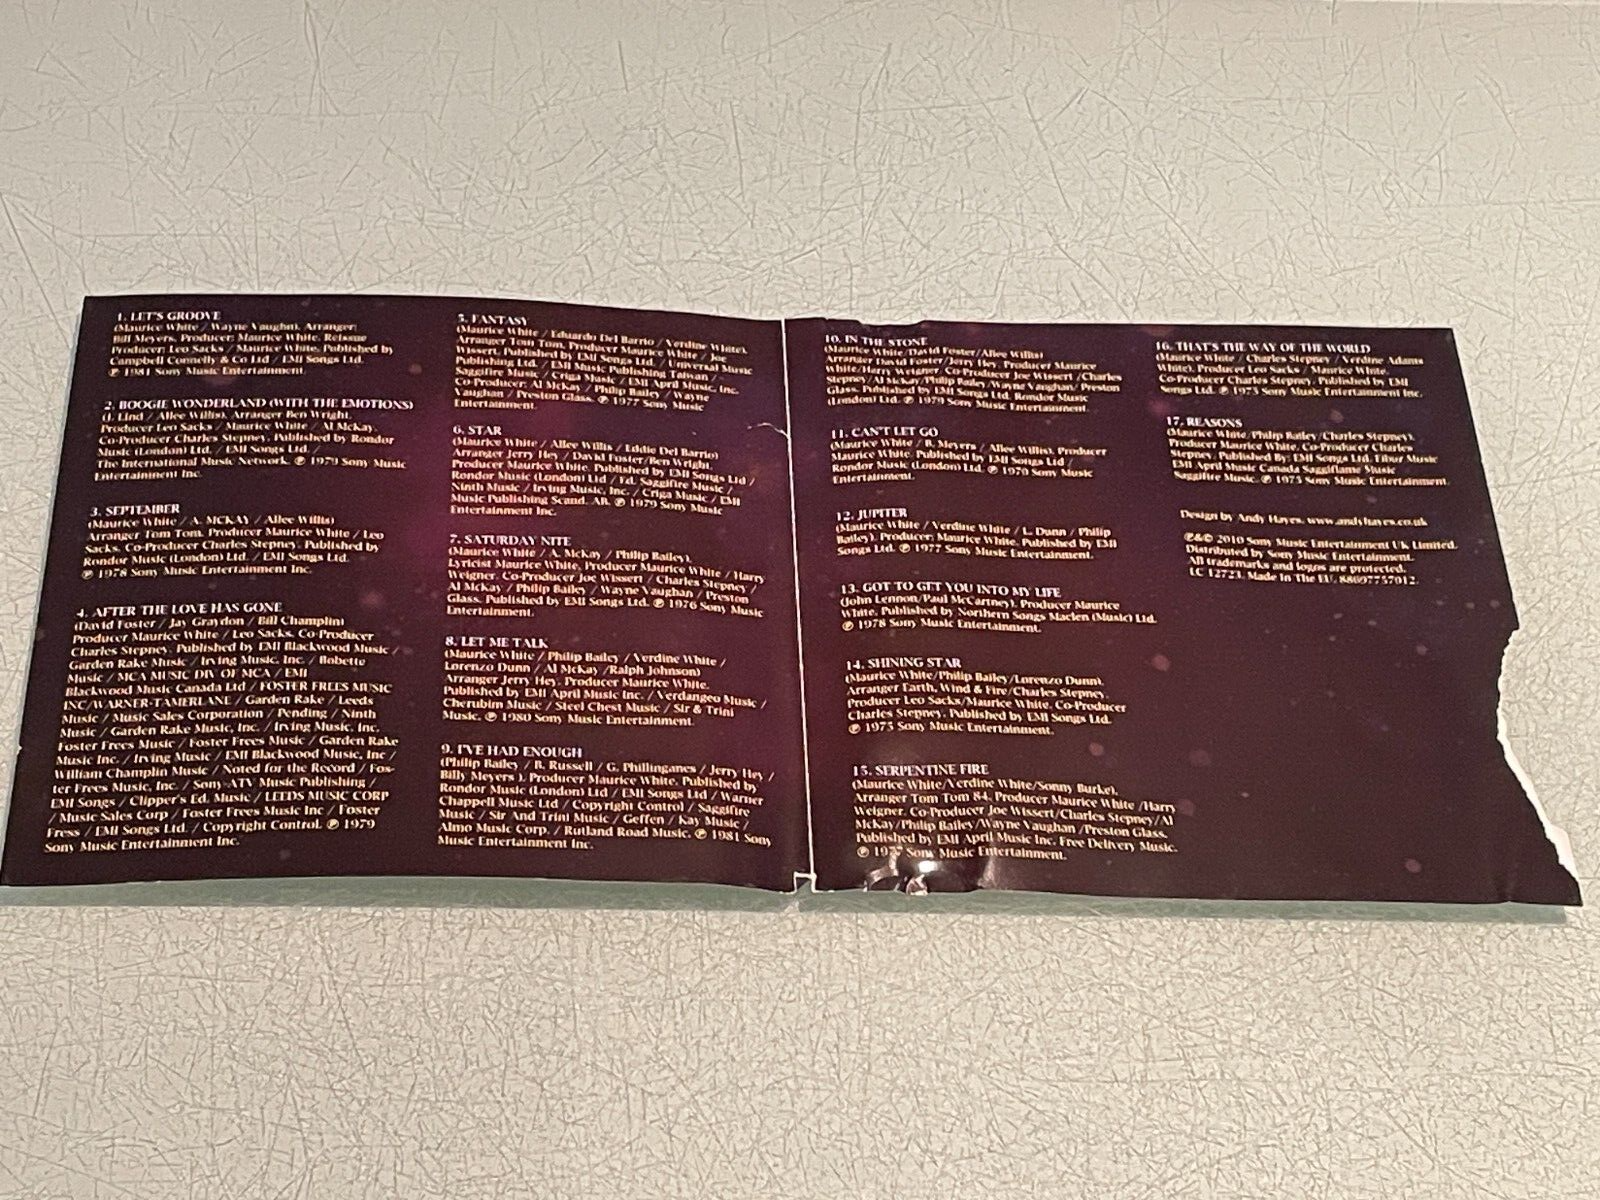 1. LET'S GROOVE
(Maurice White / Wayne Vaughn). Arranger:
Bill Meyers. Producer: Maurice White. Reissue
Producer: Leo Sacks / Maurice White. Published by
Campbell Connelly & Co Ltd / EMI Songs Ltd.
℗ 1981 Sony Music Entertainment.
2. BOOGIE WONDERLAND (WITH THE EMOTIONS)
(J. Lind / Allee Willis). Arranger Ben Wright.
Producer Leo Sacks / Maurice White / Al McKay.
Co-Producer Charles Stepney. Published by Rondor
Music (London) Ltd. / EMI Songs Ltd. /
The International Music Network. ℗ 1979 Sony Music
Entertainment Inc.
3. SEPTEMBER
(Maurice White / A. MCKAY / Allee Willis)
Arranger Tom Tom. Producer Maurice White / Leo
Sacks. Co-Producer Charles Stepney. Published by
Rondor Music (London) Ltd. / EMI Songs Ltd.
℗ 1978 Sony Music Entertainment Inc.
4. AFTER THE LOVE HAS GONE
(David Foster / Jay Graydon / Bill Champlin)
Producer Maurice White / Leo Sacks. Co-Producer
Charles Stepney. Published by EMI Blackwood Music /
Garden Rake Music / Irving Music, Inc. / Bobette
Music / MCA MUSIC DIV OF MCA / EMI
Blackwood Music Canada Ltd / FOSTER FREES MUSIC
INC/WARNER-TAMERLANE / Garden Rake / Leeds
Music / Music Sales Corporation / Pending / Ninth
Music / Garden Rake Music, Inc. / Irving Music, Inc.
Foster Frees Music / Foster Frees Music / Garden Rake
Music Inc. / Irving Music / EMI Blackwood Music, Inc /
William Champlin Music / Noted for the Record / Fos-
ter Frees Music, Inc. / Sony-ATV Music Publishing /
EMI Songs / Clipper's Ed. Music / LEEDS MUSIC CORP
/ Music Sales Corp / Foster Frees Music Inc / Foster
Fress / EMI Songs Ltd. / Copyright Control. ℗ 1979
Sony Music Entertainment Inc.
5. FANTASY
(Maurice White / Eduardo Del Barrio / Verdine White).
Arranger Tom Tom. Producer Maurice White / Joe
Wissert. Published by EMI Songs Ltd. / Universal Music
Publishing Ltd. / EMI Music Publishing Taiwan /
Saggifire Music / Criga Music / EMI April Music, Inc.
Co-Producer: Al McKay / Philip Bailey / Wayne
Vaughan / Preston Glass. ℗ 1977 Sony Music
Entertainment.
6. STAR
(Maurice White / Allee Willis / Eddie Del Barrio)
Arranger Jerry Hey / David Foster/Ben Wright.
Producer Maurice White. Published by EMI Songs Ltd /
Rondor Music (London) Ltd / Ed. Saggifire Music /
Ninth Music / Irving Music, Inc. / Criga Music / EMI
Music Publishing Scand. AB. ℗ 1979 Sony Music
Entertainment Inc.
7. SATURDAY NITE
(Maurice White / A. McKay / Philip Bailey).
Lyricist Maurice White. Producer Maurice White / Harry
Weigner. Co-Producer Joe Wissert / Charles Stepney /
Al McKay / Philip Bailey / Wayne Vaughan / Preston
Glass. Published by EMI Songs Ltd. ℗ 1976 Sony Music
Entertainment.
8. LET ME TALK
(Maurice White / Philip Bailey / Verdine White /
Lorenzo Dunn / Al McKay /Ralph Johnson)
Arranger Jerry Hey. Producer Maurice White.
Published by EMI April Music Inc. / Verdangeo Music /
Cherubim Music / Steel Chest Music / Sir & Trini
Music. ℗ 1980 Sony Music Entertainment.
9. I'VE HAD ENOUGH
(Philip Bailey / B. Russell / G. Phillinganes / Jerry Hey /
Billy Meyers ). Producer Maurice White. Published by
Rondor Music (London) Ltd / EMI Songs Ltd / Warner
Chappell Music Ltd / Copyright Control / Saggifire
Music / Sir And Trini Music / Geffen / Kay Music /
Almo Music Corp. / Rutland Road Music. ℗ 1981 Sony
Music Entertainment Inc.
10. IN THE STONE
(Maurice White/David Foster/Allee Willis)
Arranger David Foster/Jerry Hey. Producer Maurice
White/Harry Weigner. Co-Producer Joe Wissert /Charles
Stepney/Al McKay/Philip Bailey/Wayne Vaughan/ Preston
Glass. Published by EMI Songs Ltd. Rondor Music
(London) Ltd. ℗ 1979 Sony Music Entertainment.
11. CAN'T LET GO
(Maurice White / B. Meyers / Allee Willis). Producer
Maurice White. Published by EMI Songs Ltd /
Rondor Music (London) Ltd. ℗ 1979 Sony Music
Entertainment.
12. JUPITER
(Maurice White / Verdine White / L. Dunn / Philip
Bailey). Producer: Maurice White. Published by EMI
Songs Ltd. ℗ 1977 Sony Music Entertainment.
13. GOT TO GET YOU INTO MY LIFE
(John Lennon/Paul McCartney). Producer Maurice
White. Published by Northern Songs Maclen (Music) Ltd.
℗ 1978 Sony Music Entertainment.
14. SHINING STAR
(Maurice White/Philip Bailey/Lorenzo Dunn).
Arranger Earth, Wind & Fire/Charles Stepney.
Producer Leo Sacks/Maurice White. Co-Producer
Charles Stepney. Published by EMI Songs Ltd.
℗ 1975 Sony Music Entertainment.
15. SERPENTINE FIRE
(Maurice White/Verdine White/Sonny Burke).
Arranger Tom Tom 84. Producer Maurice White /Harry
Weigner. Co-Producer Joe Wissert/Charles Stepney/Al
McKay/Philip Bailey/Wayne Vaughan /Preston Glass.
Published by EMI April Music Inc. Free Delivery Music.
℗ 1977 Sony Music Entertainment.
16. THAT'S THE WAY OF THE WORLD
(Maurice White / Charles Stepney / Verdine Adams
White). Producer Leo Sacks / Maurice White.
Co-Producer Charles Stepney. Published by EMI
Songs Ltd. ℗ 1975 Sony Music Entertainment Inc.
17. REASONS
(Maurice White/Philip Bailey/Charles Stepney).
Producer Maurice White. Co-Producer Charles
Stepney. Published by EMI Songs Ltd. Eibur Music
EMI April Music Canada Saggiflame Music
Saggifire Music. ℗ 1975 Sony Music Entertainment.
Design by Andy Hayes. www.andyhayes.co.uk
℗&© 2010 Sony Music Entertainment UK Limited.
Distributed by Sony Music Entertainment.
All trademarks and logos are protected.
LC 12723. Made In The EU. 88697757912.